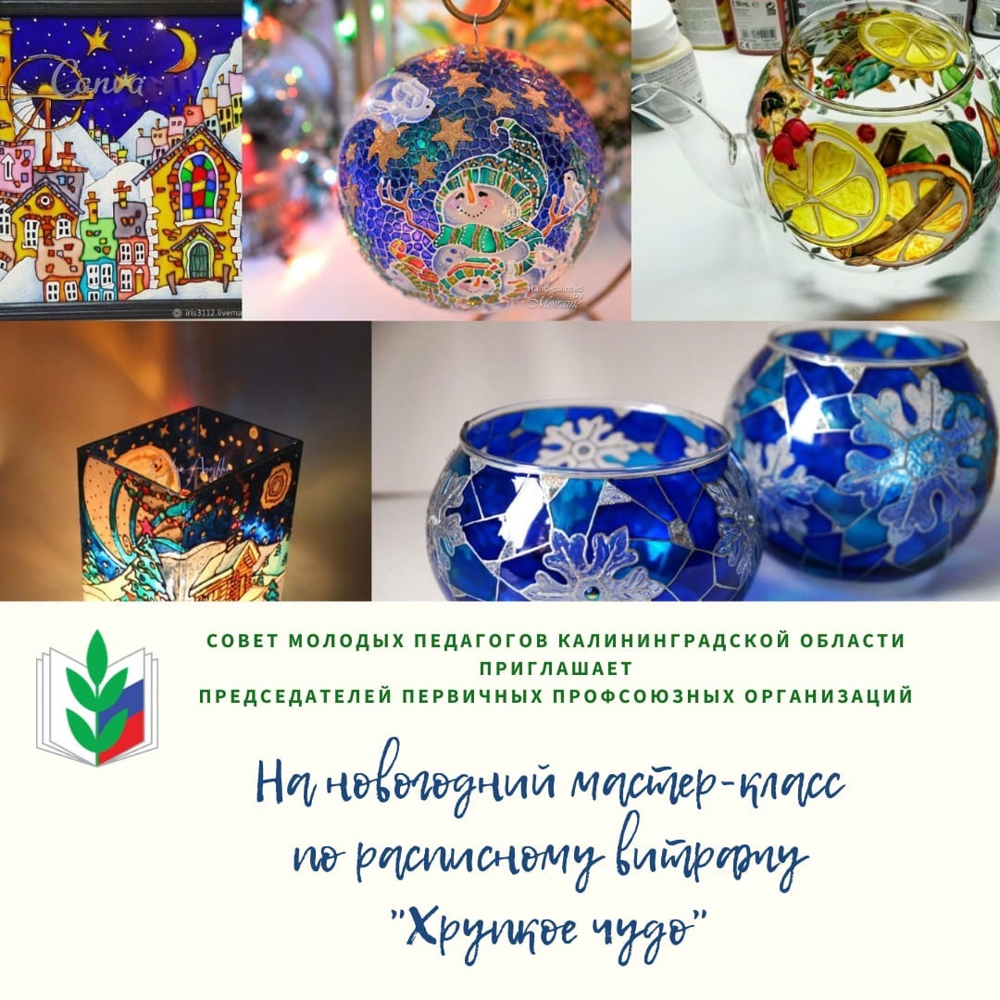 Canva
iris3112.livema
Hand-painted
by
СОВЕТ МОЛОДЫХ ПЕДАГОГОВ КАЛИНИНГРАДСКОЙ ОБЛАСТИ
ПРИГЛАШАЕТ
ПРЕДСЕДАТЕЛЕЙ ПЕРВИЧНЫХ ПРОФСОЮЗНЫХ ОРГАНИЗАЦИЙ
На новогодний мастер-класс
по расписному витражу
"Хрупкое чудо"